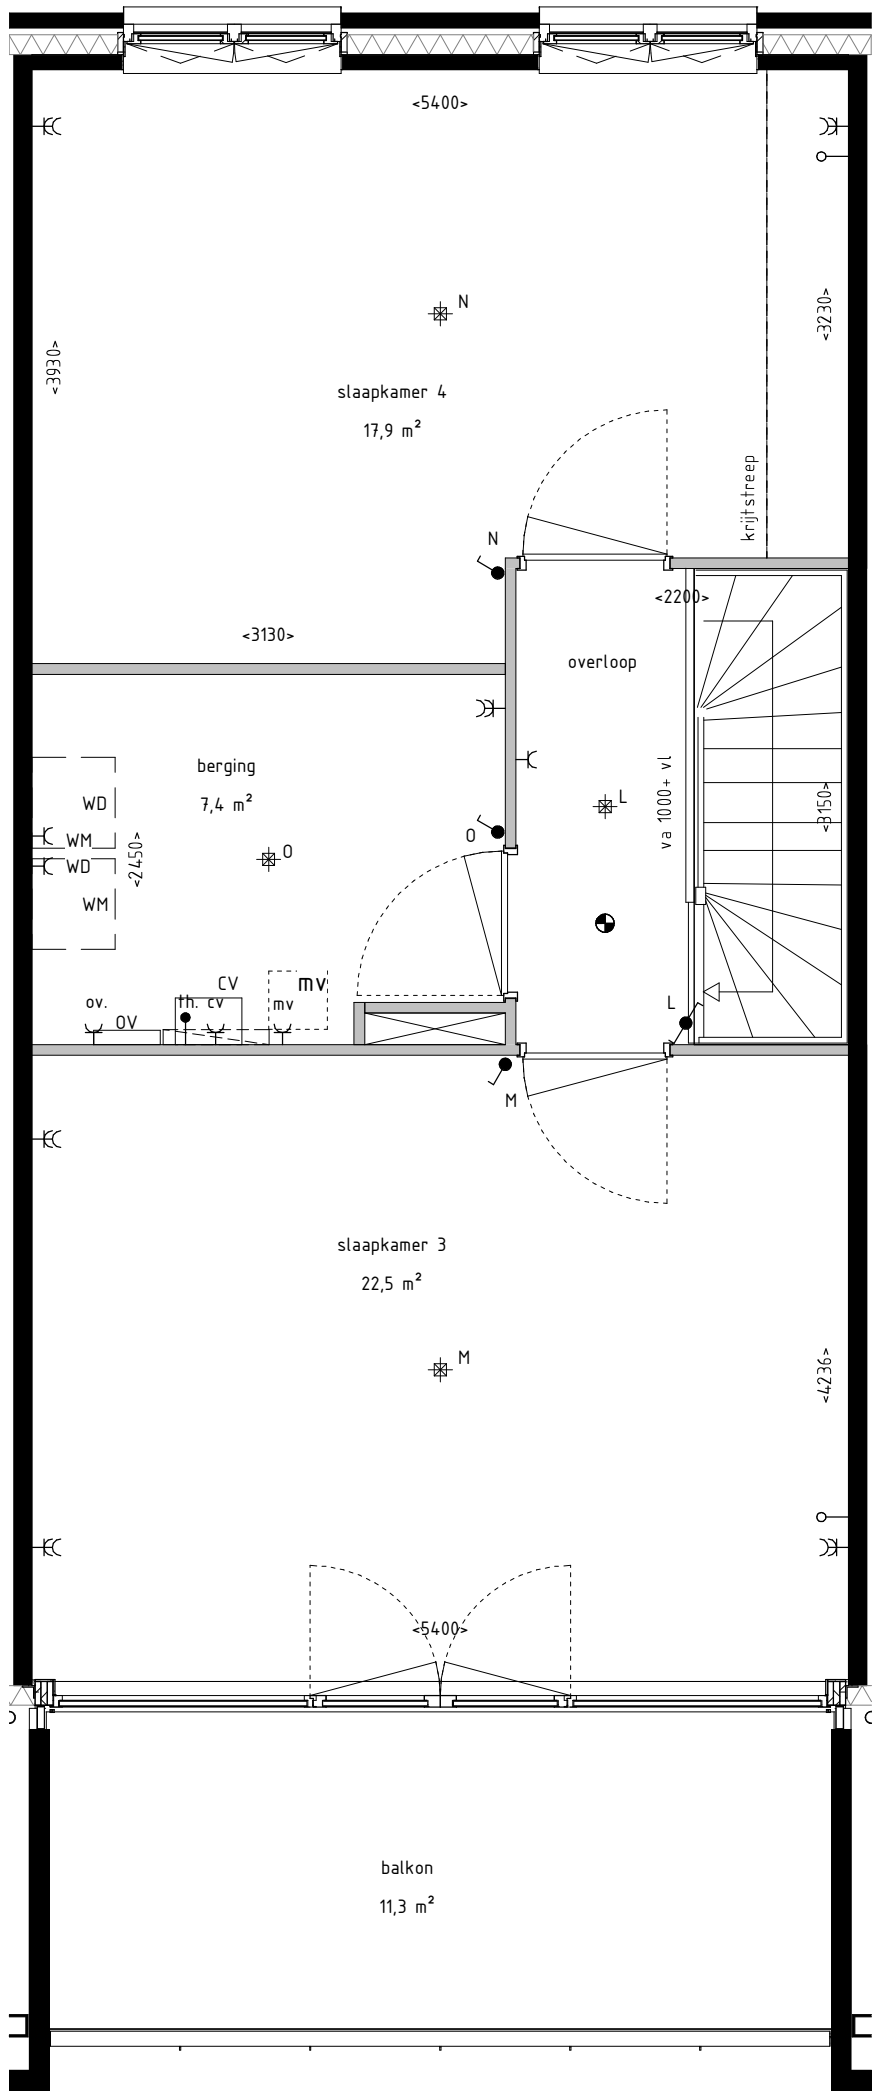 <5400>
<3230>
N
<3930>
slaapkamer 4
17,9 m²
krijtstreep
N
<2200>
<3130>
overloop
berging
va 1000+ vl
WD
7,4 m²
L
<3150>
O
WM
<2450>
O
WD
WM
CV
mv
ov.
th. cv
mv
L
OV
M
slaapkamer 3
22,5 m²
M
<4236>
<5400>
balkon
11,3 m²